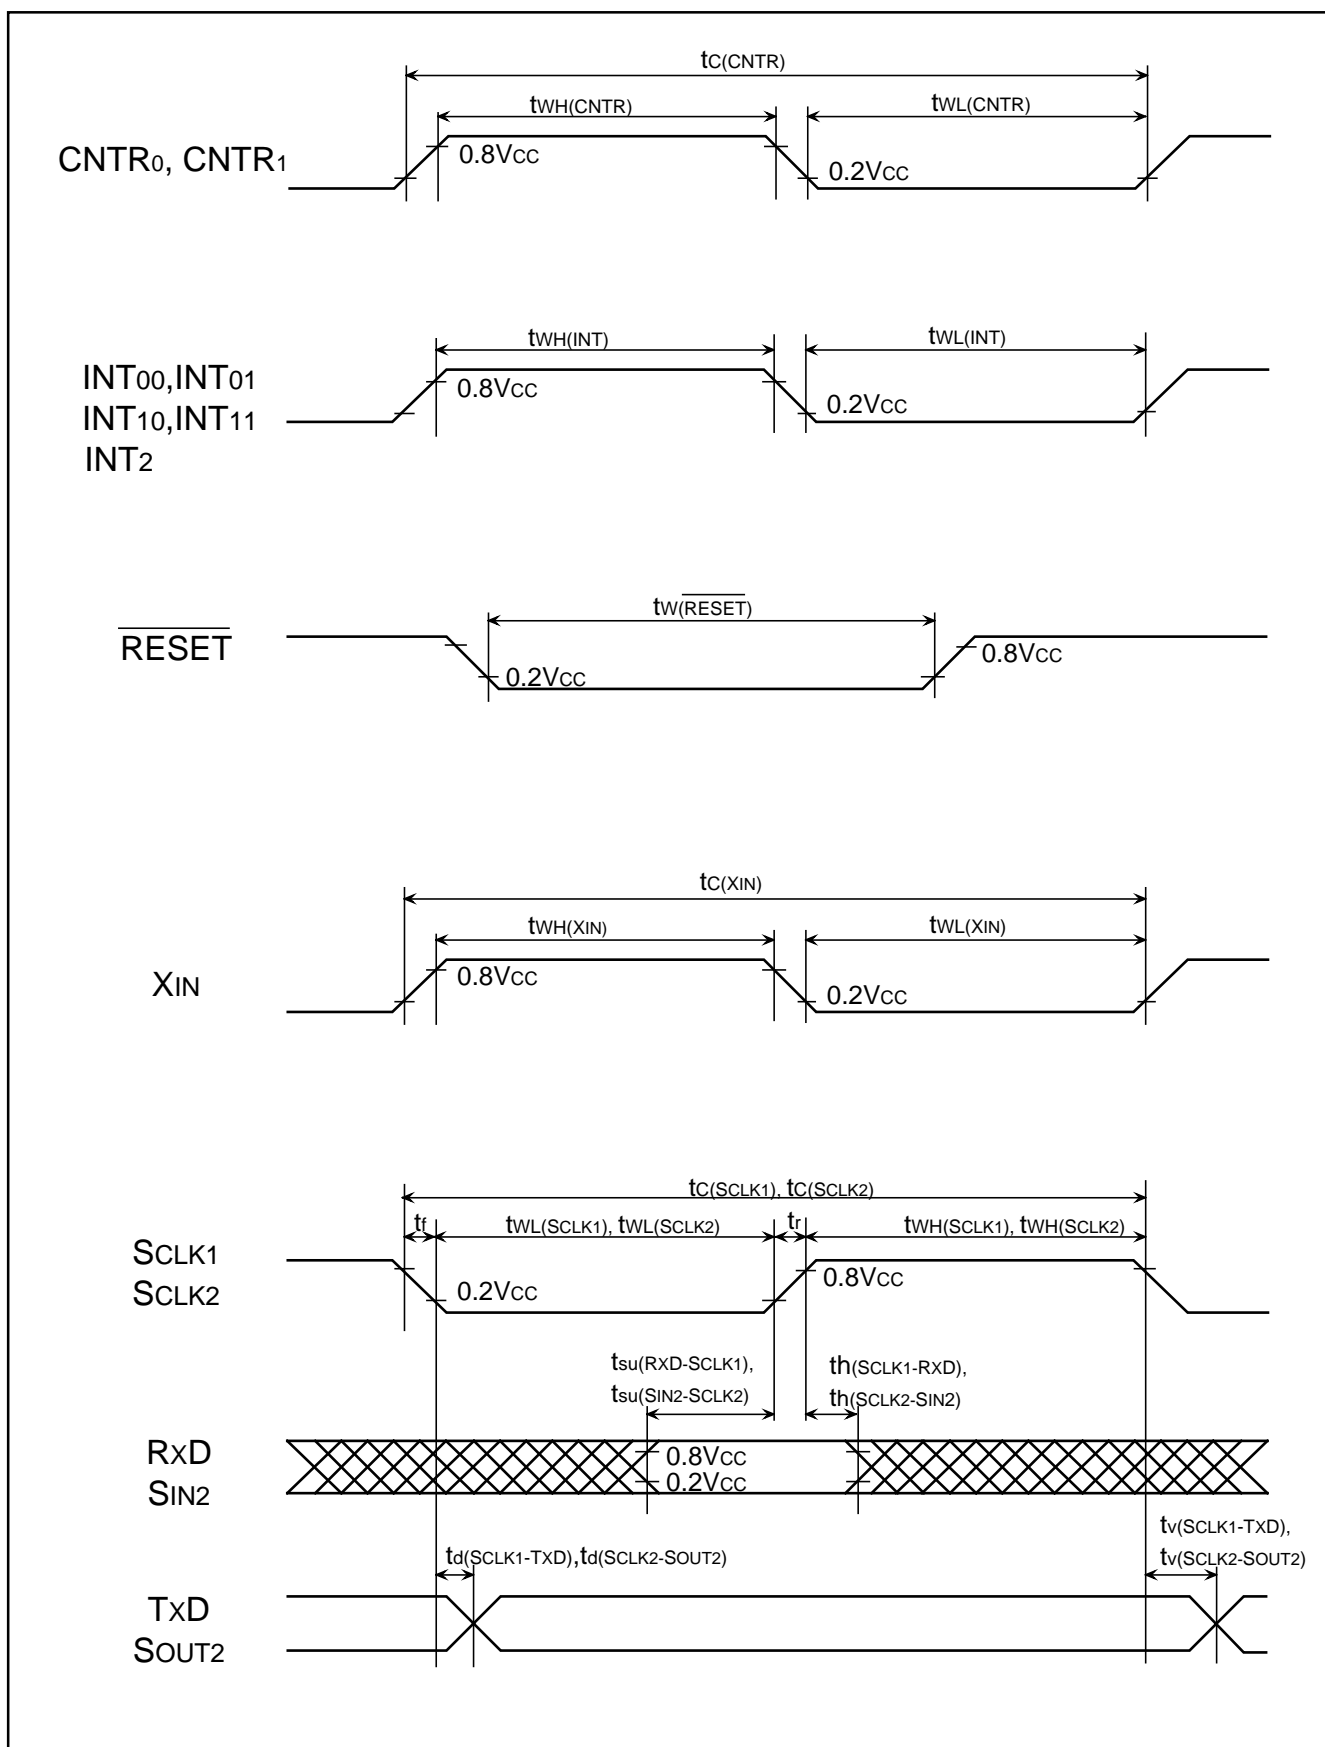 tC(CNTR)
tWH(CNTR)
tWL(CNTR)
CNTR0, CNTR1
0.8VCC
0.2VCC
tWH(INT)
tWL(INT)
INT00,INT01
INT10,INT11
INT2
0.8VCC
0.2VCC
tW(RESET)
RESET
0.2VCC
0.8VCC
tC(XIN)
tWH(XIN)
tWL(XIN)
XIN
0.8VCC
0.2VCC
tC(SCLK1), tC(SCLK2)
tf
tWL(SCLK1), tWL(SCLK2)
tr
tWH(SCLK1), tWH(SCLK2)
SCLK1
SCLK2
0.2VCC
0.8VCC
tsu(RXD-SCLK1),
tsu(SIN2-SCLK2)
th(SCLK1-RXD),
th(SCLK2-SIN2)
RXD
SIN2
0.8VCC
0.2VCC
td(SCLK1-TXD),td(SCLK2-SOUT2)
tv(SCLK1-TXD),
tv(SCLK2-SOUT2)
TXD
SOUT2